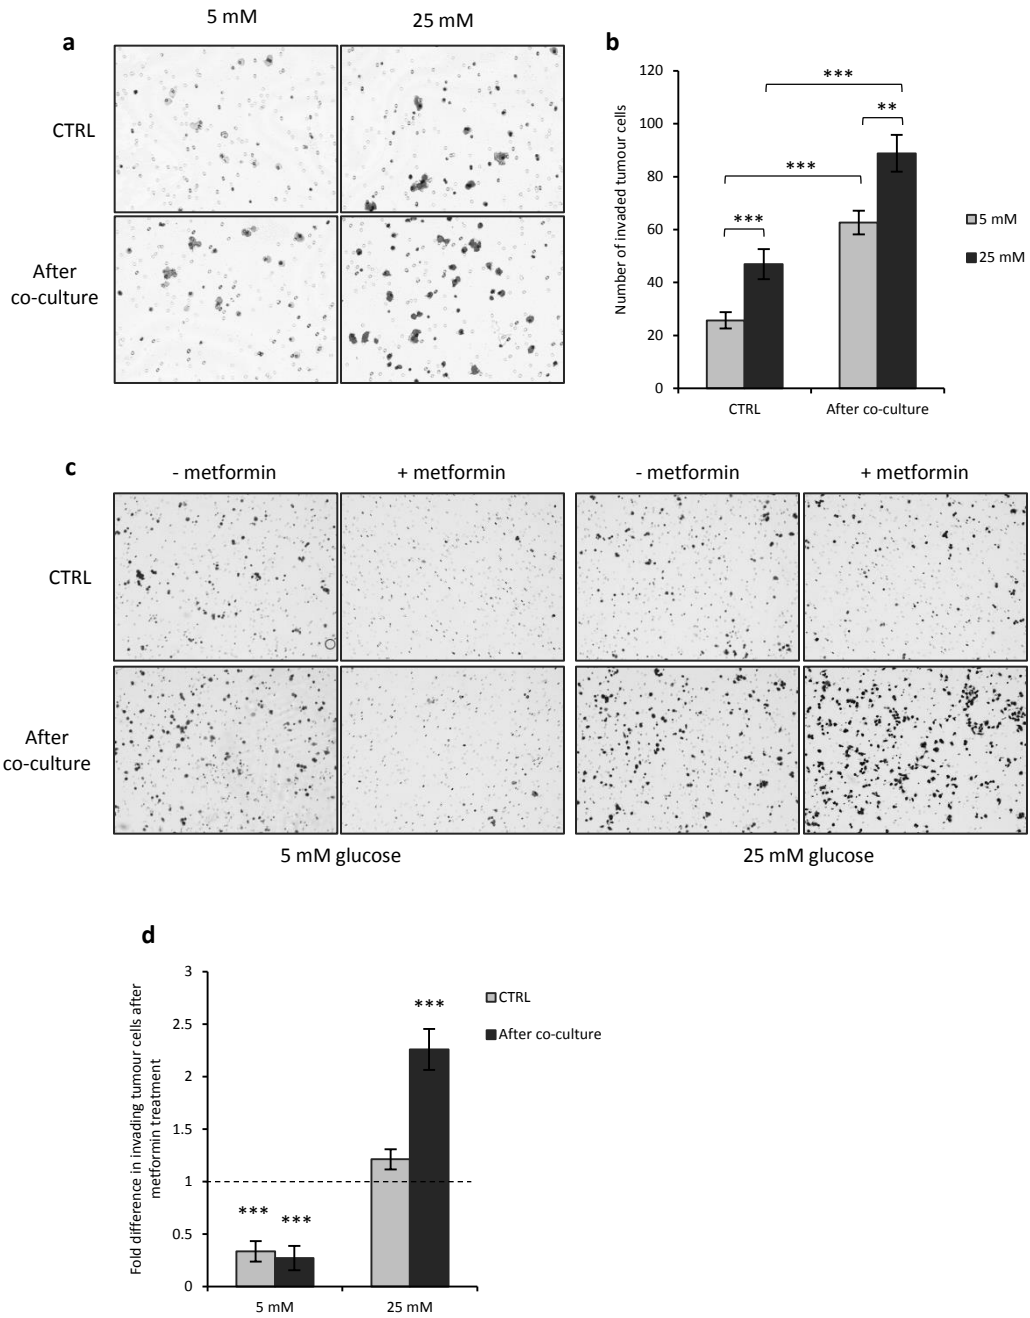 5 mM
25 mM
a
CTRL
After
co-culture
b
Number of invaded tumour cells
120
100
80
60
40
20
0
***
**
***
***
CTRL
After co-culture
5 mM
25 mM
c
- metformin
+ metformin
- metformin
+ metformin
CTRL
After
co-culture
5 mM glucose
25 mM glucose
d
Fold difference in invading tumour cells after
metformin treatment
3
2.5
2
1.5
1
0.5
0
***
***
***
5 mM
25 mM
CTRL
After co-culture